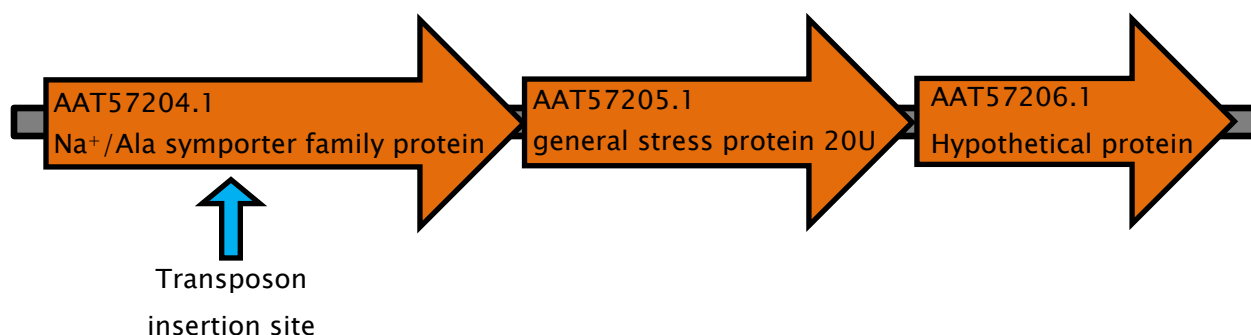 AAT57204.1
Na⁺/Ala symporter family protein
AAT57205.1
general stress protein 20U
AAT57206.1
Hypothetical protein
Transposon
insertion site